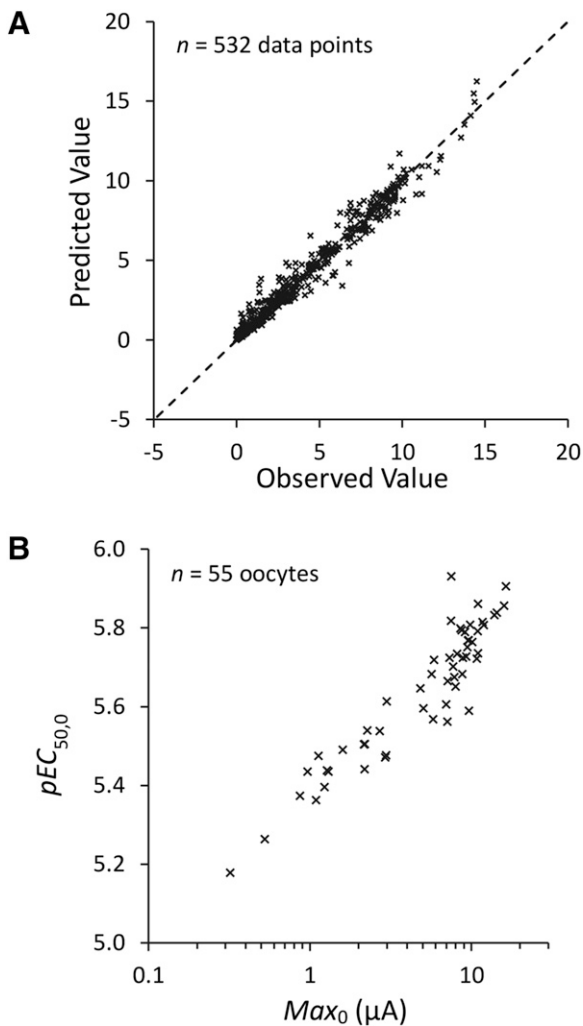 A
n = 532 data points
20
15
10
5
0
-5
Predicted Value
-5 0 5 10 15 20
Observed Value
B
n = 55 oocytes
6.0
5.8
5.6
5.4
5.2
5.0
pEC50,0
0.1 1 10
Max0 (µA)